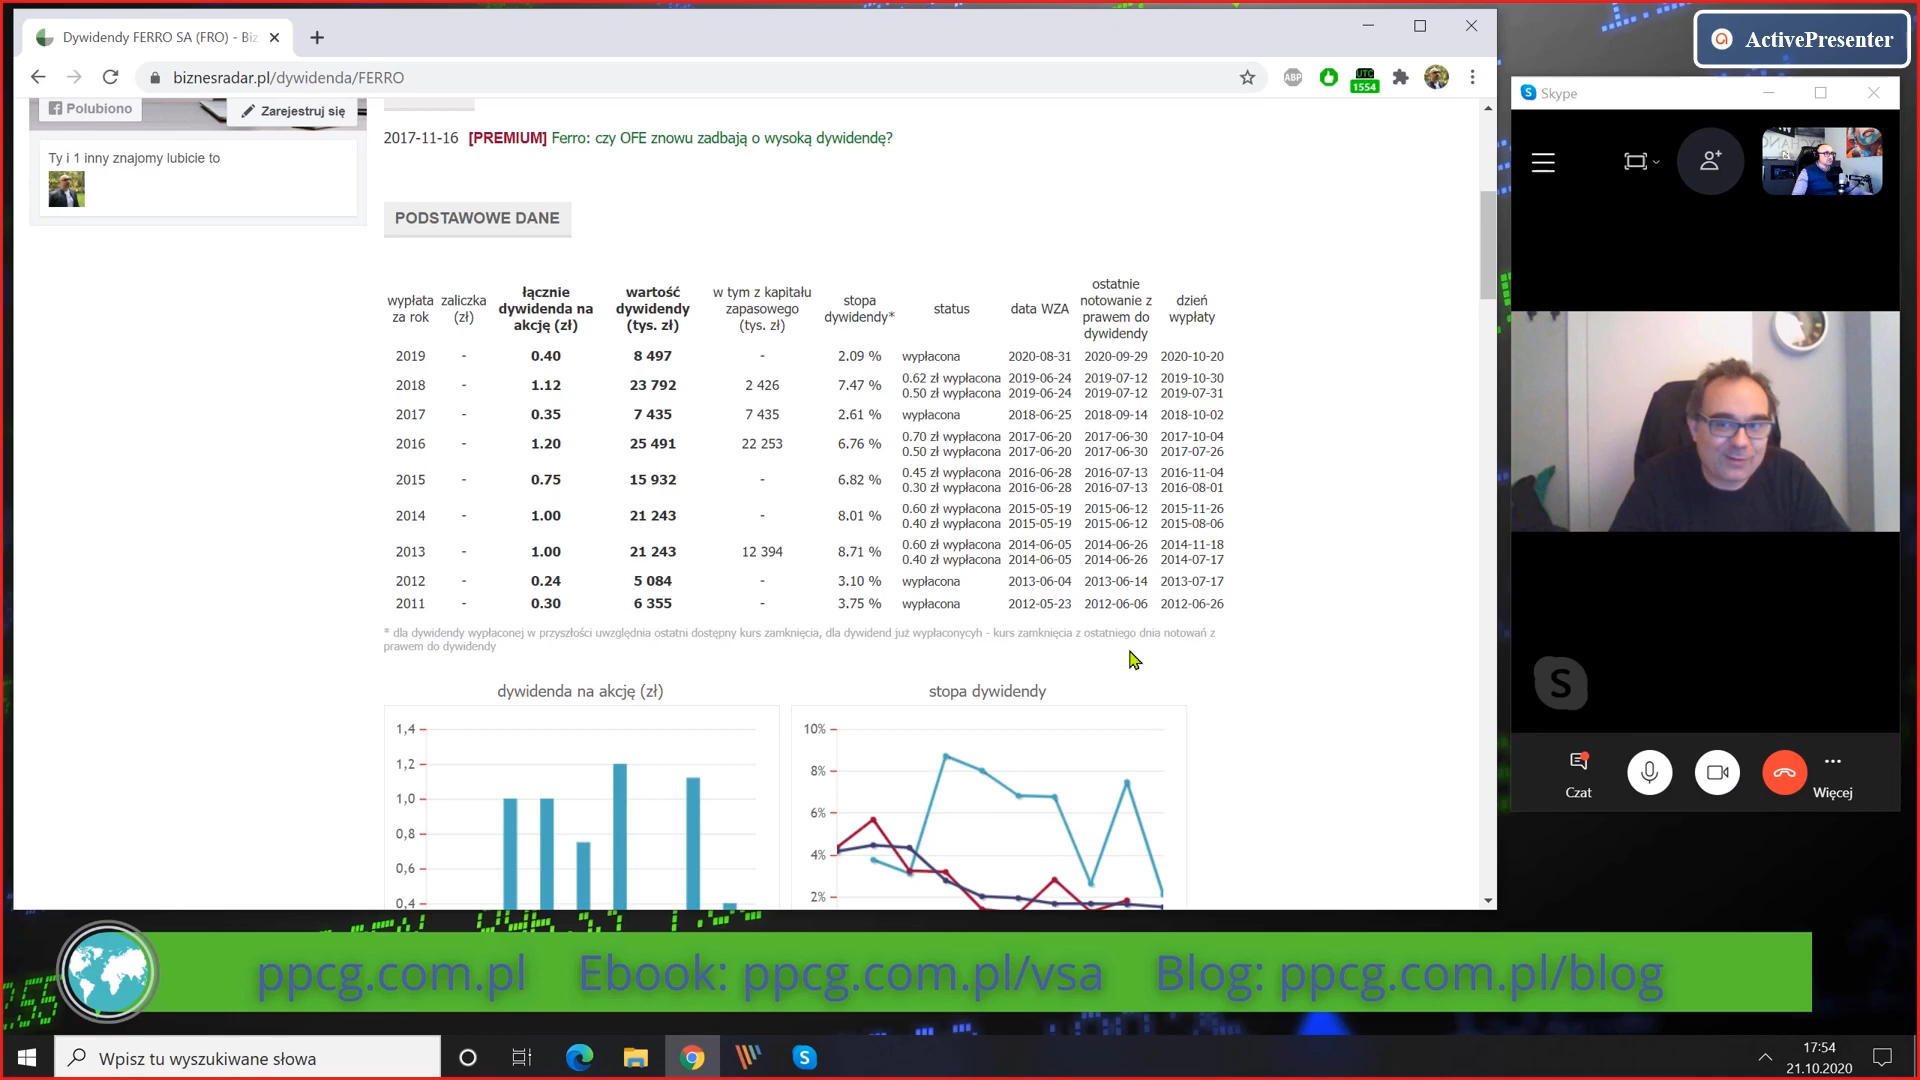 Dywidendy FERRO SA (FRO) - Biz
biznesradar.pl/dywidenda/FERRO
ABP
UTC
1554
ActivePresenter
Skype
Polubiono
Zarejestruj się
Ty i 1 inny znajomy lubicie to
2017-11-16 [PREMIUM] Ferro: czy OFE znowu zadbają o wysoką dywidendę?
PODSTAWOWE DANE
wypłata za rok zaliczka (zł) łącznie dywidenda na akcję (zł) wartość dywidendy (tys. zł) w tym z kapitału zapasowego (tys. zł) stopa dywidendy* status data WZA ostatnie notowanie z prawem do dywidendy dzień wypłaty
2019 - 0.40 8 497 - 2.09 % wypłacona 2020-08-31 2020-09-29 2020-10-20
2018 - 1.12 23 792 2 426 7.47 % 0.62 zł wypłacona 2019-06-24 2019-07-12 2019-10-30
0.50 zł wypłacona 2019-06-24 2019-07-12 2019-07-31
2017 - 0.35 7 435 7 435 2.61 % wypłacona 2018-06-25 2018-09-14 2018-10-02
2016 - 1.20 25 491 22 253 6.76 % 0.70 zł wypłacona 2017-06-20 2017-06-30 2017-10-04
0.50 zł wypłacona 2017-06-20 2017-06-30 2017-07-26
2015 - 0.75 15 932 - 6.82 % 0.45 zł wypłacona 2016-06-28 2016-07-13 2016-11-04
0.30 zł wypłacona 2016-06-28 2016-07-13 2016-08-01
2014 - 1.00 21 243 - 8.01 % 0.60 zł wypłacona 2015-05-19 2015-06-12 2015-11-26
0.40 zł wypłacona 2015-05-19 2015-06-12 2015-08-06
2013 - 1.00 21 243 12 394 8.71 % 0.60 zł wypłacona 2014-06-05 2014-06-26 2014-11-18
0.40 zł wypłacona 2014-06-05 2014-06-26 2014-07-17
2012 - 0.24 5 084 - 3.10 % wypłacona 2013-06-04 2013-06-14 2013-07-17
2011 - 0.30 6 355 - 3.75 % wypłacona 2012-05-23 2012-06-06 2012-06-26
* dla dywidendy wypłaconej w przyszłości uwzględnia ostatni dostępny kurs zamknięcia, dla dywidend już wypłaconycyh - kurs zamknięcia z ostatniego dnia notowań z
prawem do dywidendy
dywidenda na akcję (zł)
1,4
1,2
1,0
0,8
0,6
0,4
stopa dywidendy
10%
8%
6%
4%
2%
S
Czat
Więcej
ppcg.com.pl Ebook: ppcg.com.pl/vsa Blog: ppcg.com.pl/blog
Wpisz tu wyszukiwane słowa
17:54
21.10.2020